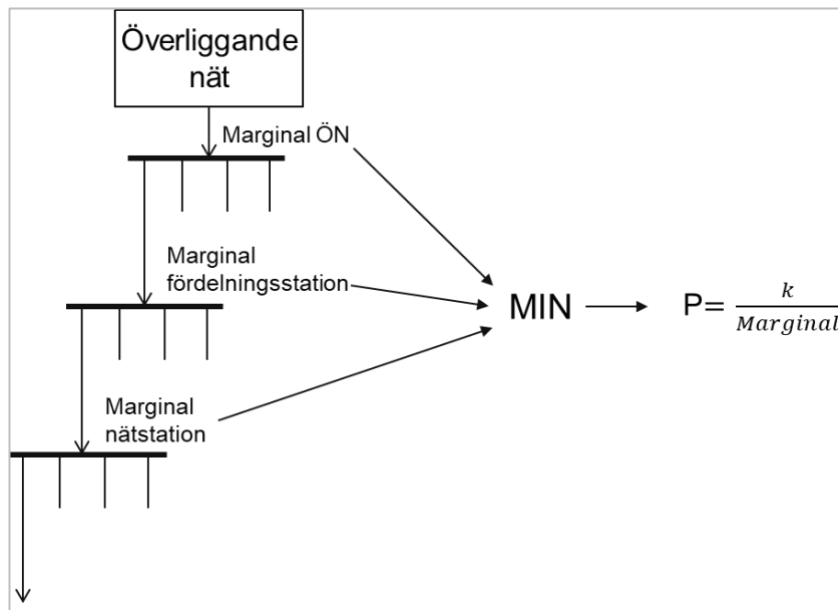 Överliggande
nät
Marginal ÖN
Marginal
fördelningsstation
MIN
P= k/Marginal
Marginal
nätstation